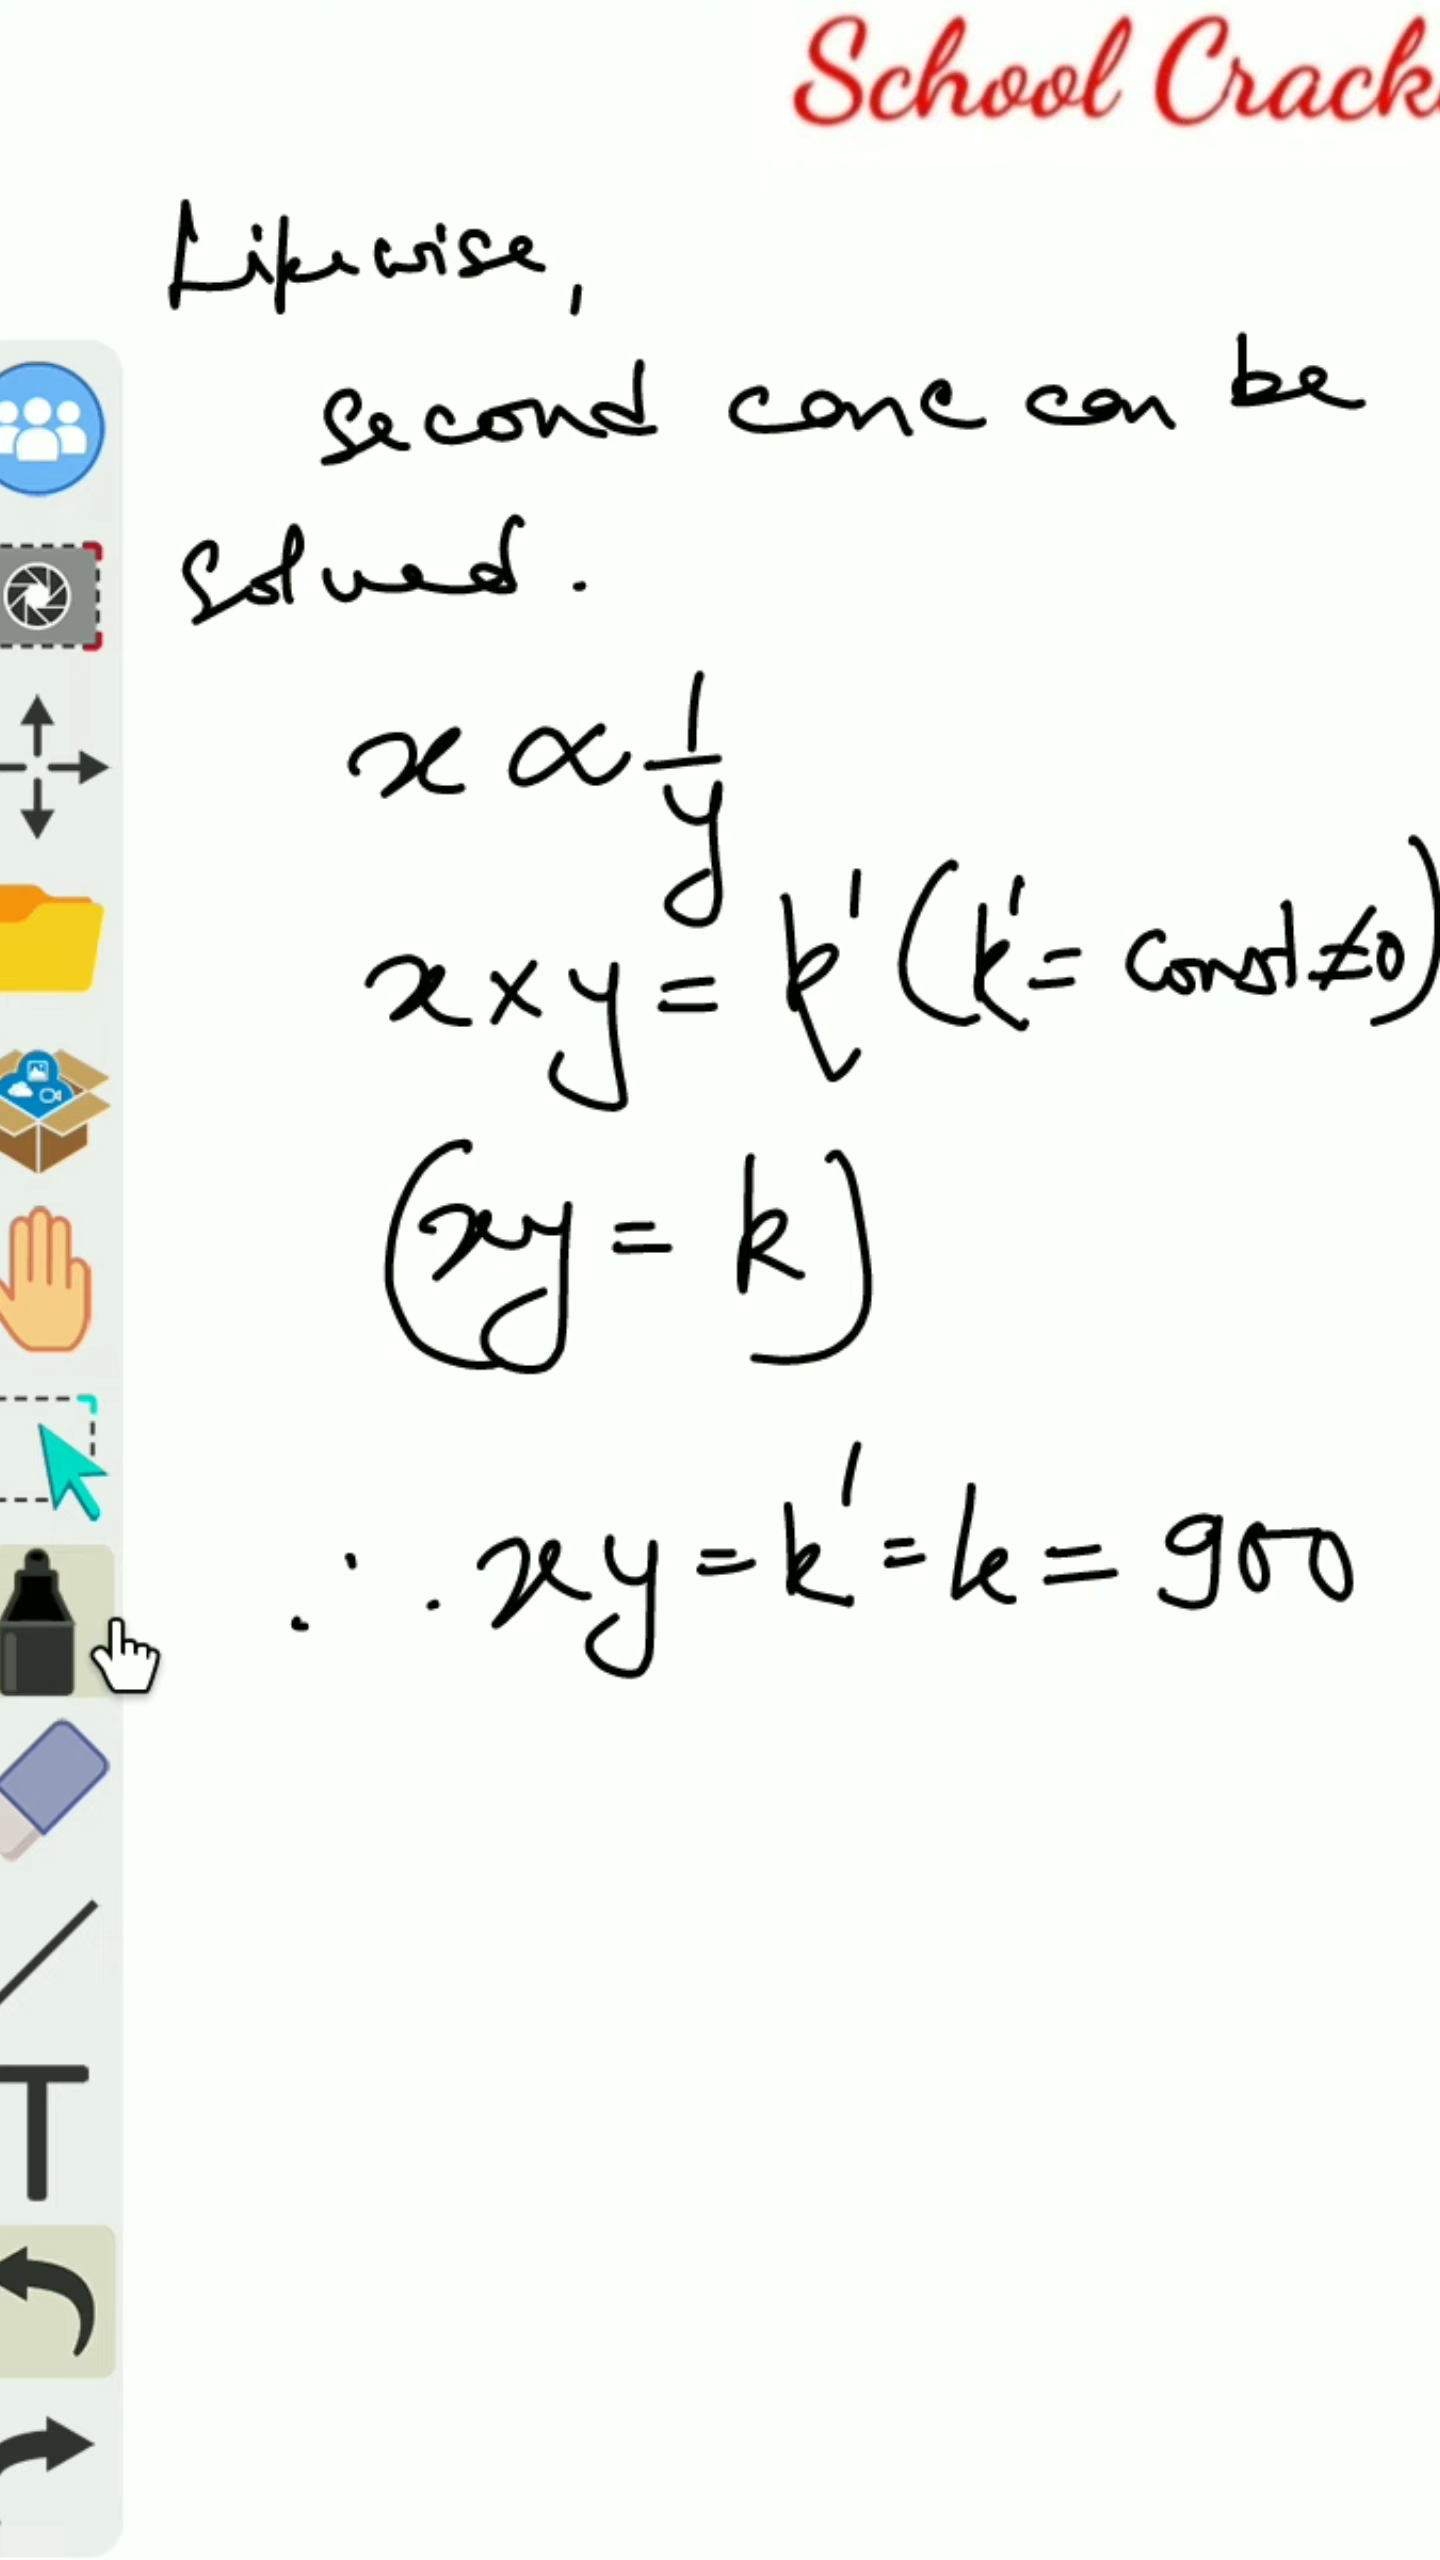 School Crack
Likewise,
second conc can be
solved.
x ∝ 1/y
x × y = k' (k' = const ≠ 0)
(xy = k)
∴ xy = k' = k = 900
T